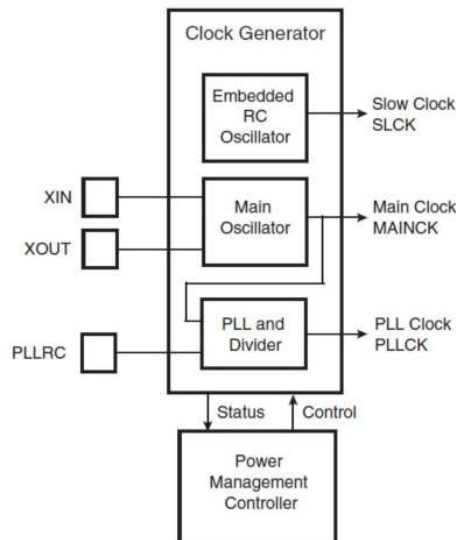 Clock Generator
Embedded
RC
Oscillator
Slow Clock
SLCK
XIN
Main
Oscillator
Main Clock
MAINCK
XOUT
PLL and
Divider
PLL Clock
PLLCK
PLLRC
Status
Control
Power
Management
Controller